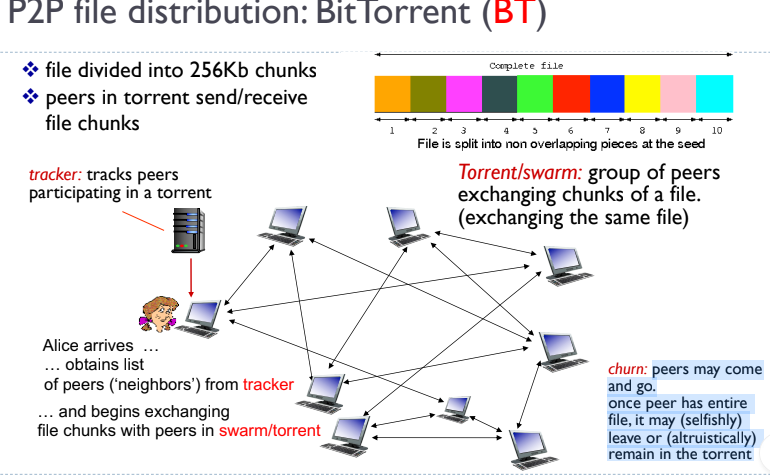 P2P file distribution: BitTorrent (BT)
❖ file divided into 256Kb chunks
❖ peers in torrent send/receive
file chunks
Complete file
1 2 3 4 5 6 7 8 9 10
File is split into non overlapping pieces at the seed
tracker: tracks peers
participating in a torrent
Torrent/swarm: group of peers
exchanging chunks of a file.
(exchanging the same file)
Alice arrives …
… obtains list
of peers (‘neighbors’) from tracker
… and begins exchanging
file chunks with peers in swarm/torrent
churn: peers may come
and go.
once peer has entire
file, it may (selfishly)
leave or (altruistically)
remain in the torrent